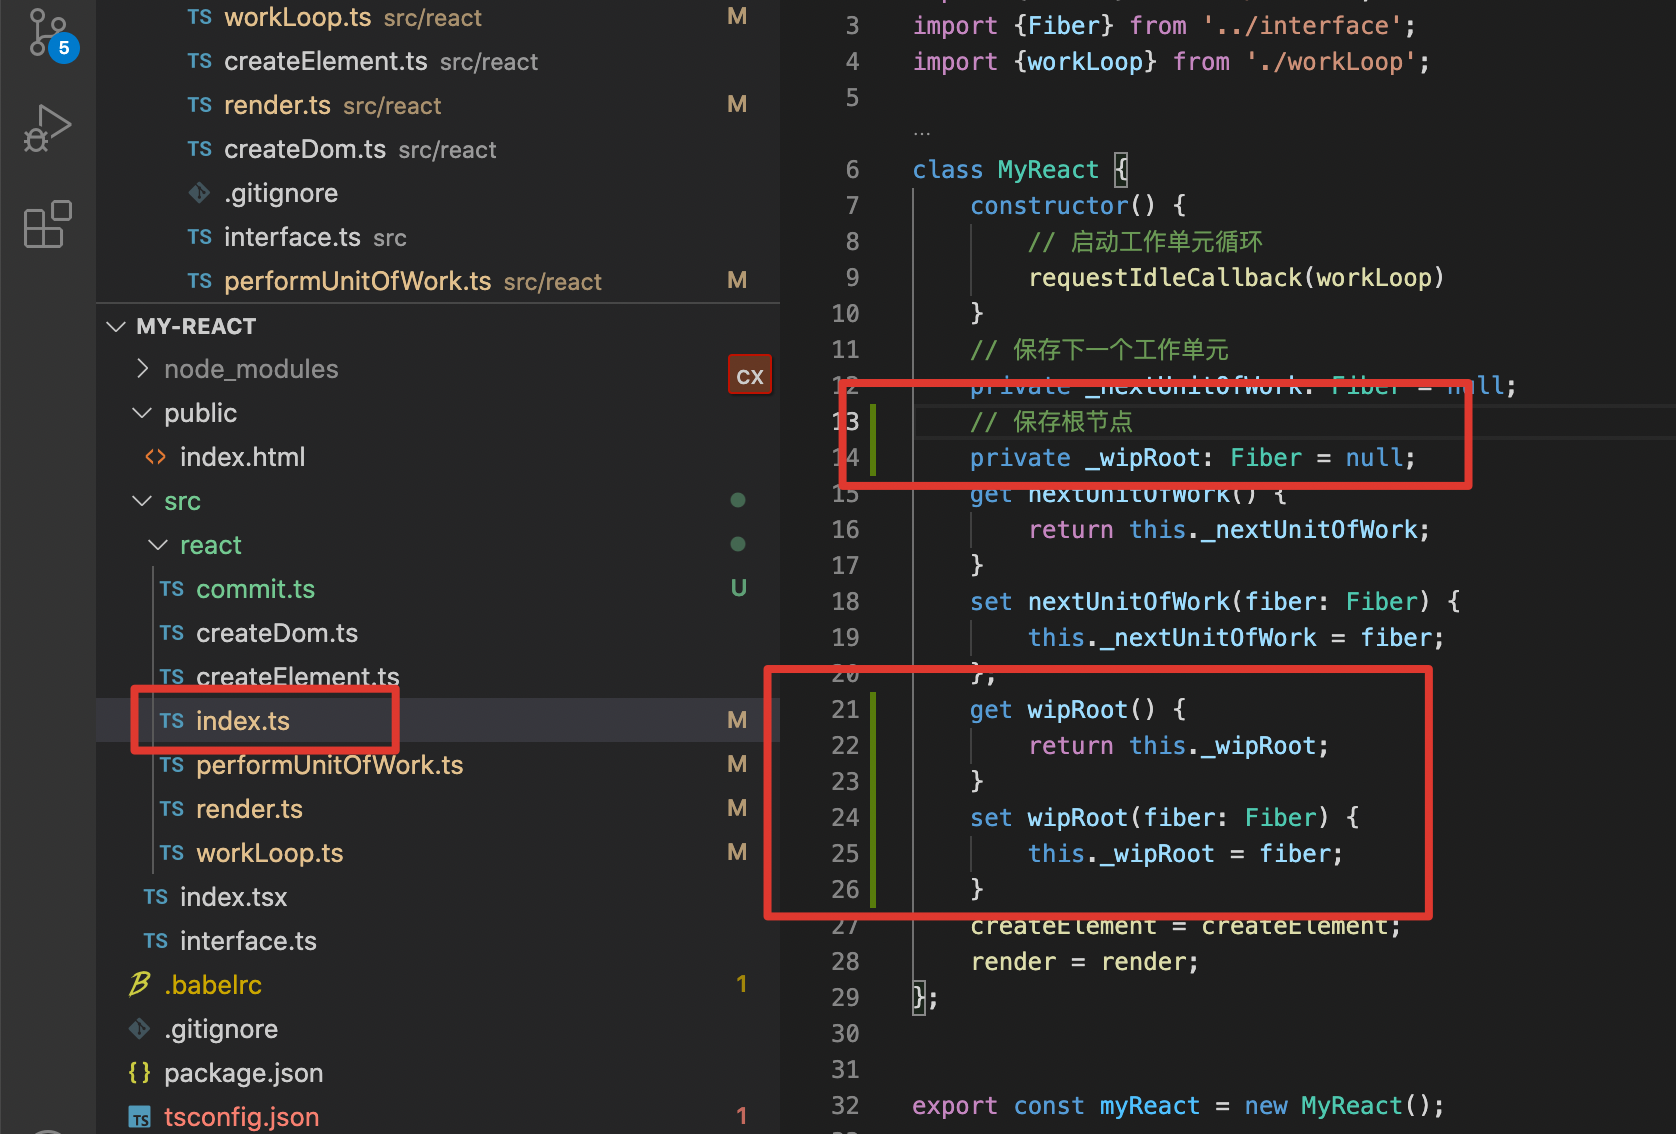 5
TS workLoop.ts src/react M
TS createElement.ts src/react
TS render.ts src/react M
TS createDom.ts src/react
.gitignore
TS interface.ts src
TS performUnitOfWork.ts src/react M
MY-REACT
node_modules
CX
public
<> index.html
src
react
TS commit.ts U
TS createDom.ts
TS createElement.ts
TS index.ts M
TS performUnitOfWork.ts M
TS render.ts M
TS workLoop.ts M
TS index.tsx
TS interface.ts
.babelrc 1
.gitignore
{} package.json
TS tsconfig.json 1
3 import {Fiber} from '../interface';
4 import {workLoop} from './workLoop';
5
...
6 class MyReact {
7 constructor() {
8 // 启动工作单元循环
9 requestIdleCallback(workLoop)
10 }
11 // 保存下一个工作单元
12 private _nextUnitOfWork: Fiber = null;
13 // 保存根节点
14 private _wipRoot: Fiber = null;
15 get nextUnitOfWork() {
16 return this._nextUnitOfWork;
17 }
18 set nextUnitOfWork(fiber: Fiber) {
19 this._nextUnitOfWork = fiber;
20 };
21 get wipRoot() {
22 return this._wipRoot;
23 }
24 set wipRoot(fiber: Fiber) {
25 this._wipRoot = fiber;
26 }
27 createElement = createElement;
28 render = render;
29 };
30
31
32 export const myReact = new MyReact();